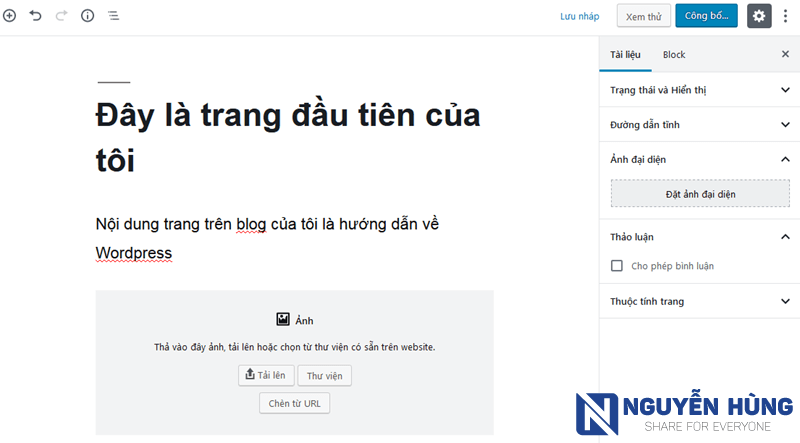 Lưu nháp
Xem thử
Công bố...
Tài liệu
Block
Đây là trang đầu tiên của
tôi
Nội dung trang trên blog của tôi là hướng dẫn về
Wordpress
Ảnh
Thả vào đây ảnh, tải lên hoặc chọn từ thư viện có sẵn trên website.
Tải lên
Thư viện
Chèn từ URL
Trạng thái và Hiển thị
Đường dẫn tĩnh
Ảnh đại diện
Đặt ảnh đại diện
Thảo luận
Cho phép bình luận
Thuộc tính trang
NGUYỄN HÙNG
SHARE FOR EVERYONE